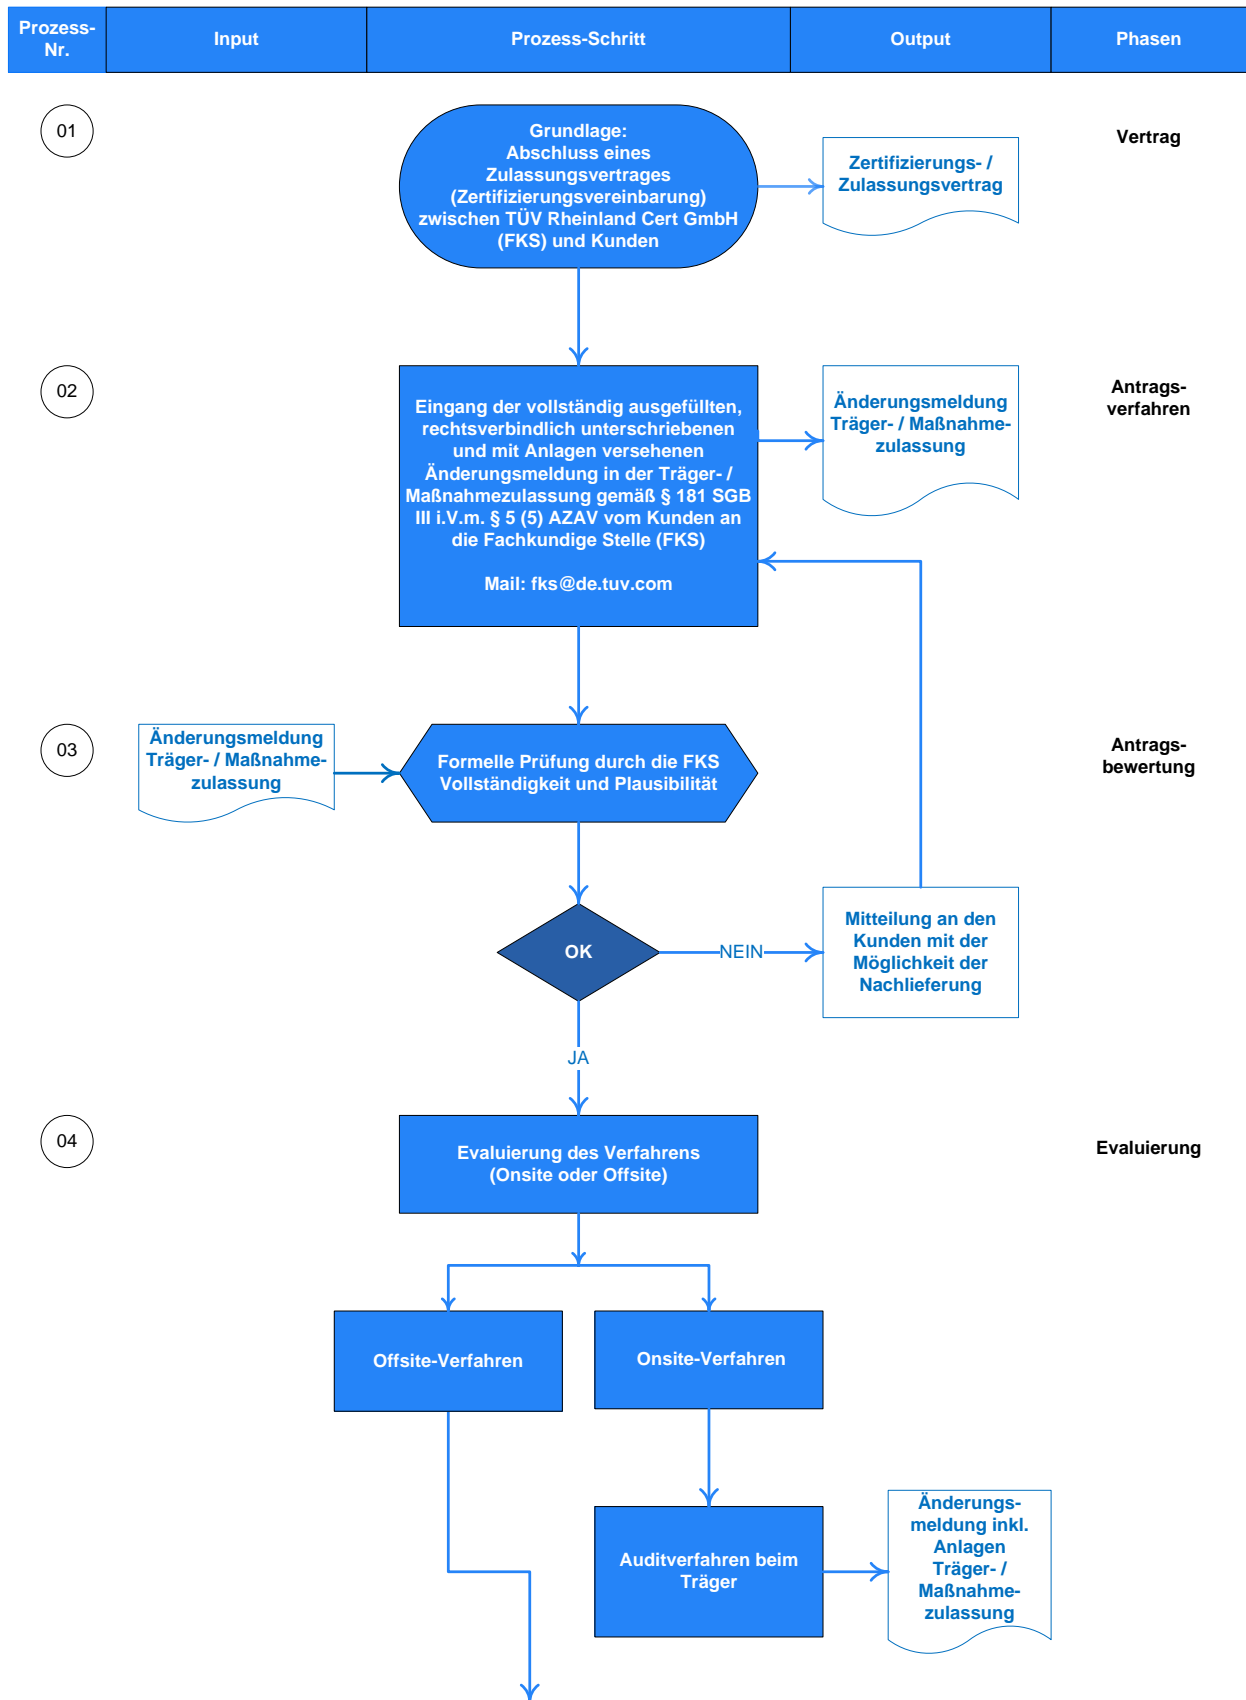 Prozess-
Nr.
Input
Prozess-Schritt
Output
Phasen
01
Grundlage:
Abschluss eines
Zulassungsvertrages
(Zertifizierungsvereinbarung)
zwischen TÜV Rheinland Cert GmbH
(FKS) und Kunden
Zertifizierungs- /
Zulassungsvertrag
Vertrag
02
Eingang der vollständig ausgefüllten,
rechtsverbindlich unterschriebenen
und mit Anlagen versehenen
Änderungsmeldung in der Träger- /
Maßnahmezulassung gemäß § 181 SGB
III i.V.m. § 5 (5) AZAV vom Kunden an
die Fachkundige Stelle (FKS)
Mail: fks@de.tuv.com
Änderungsmeldung
Träger- / Maßnahme-
zulassung
Antrags-
verfahren
03
Änderungsmeldung
Träger- / Maßnahme-
zulassung
Formelle Prüfung durch die FKS
Vollständigkeit und Plausibilität
Antrags-
bewertung
OK
NEIN
Mitteilung an den
Kunden mit der
Möglichkeit der
Nachlieferung
JA
04
Evaluierung des Verfahrens
(Onsite oder Offsite)
Evaluierung
Offsite-Verfahren
Onsite-Verfahren
Auditverfahren beim
Träger
Änderungs-
meldung inkl.
Anlagen
Träger- /
Maßnahme-
zulassung